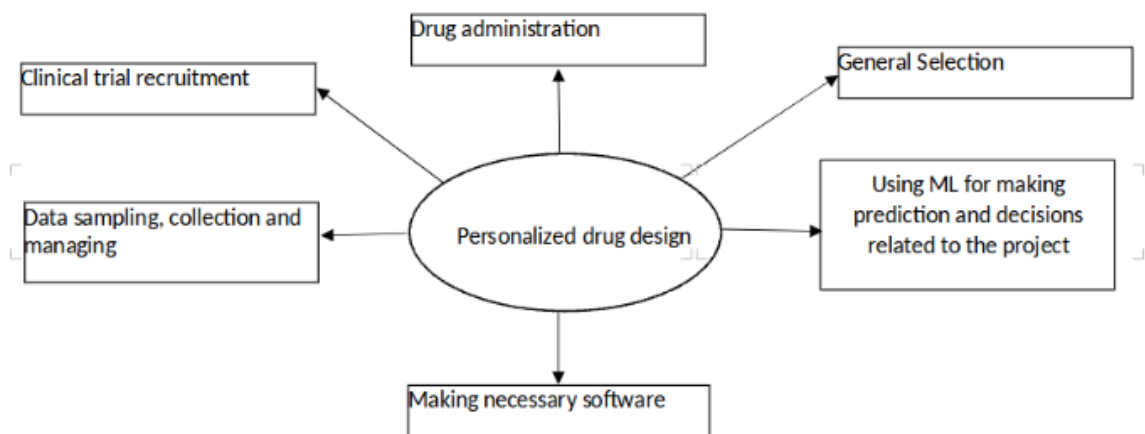 Drug administration
Clinical trial recruitment
General Selection
Data sampling, collection and
managing
Personalized drug design
Using ML for making
prediction and decisions
related to the project
Making necessary software